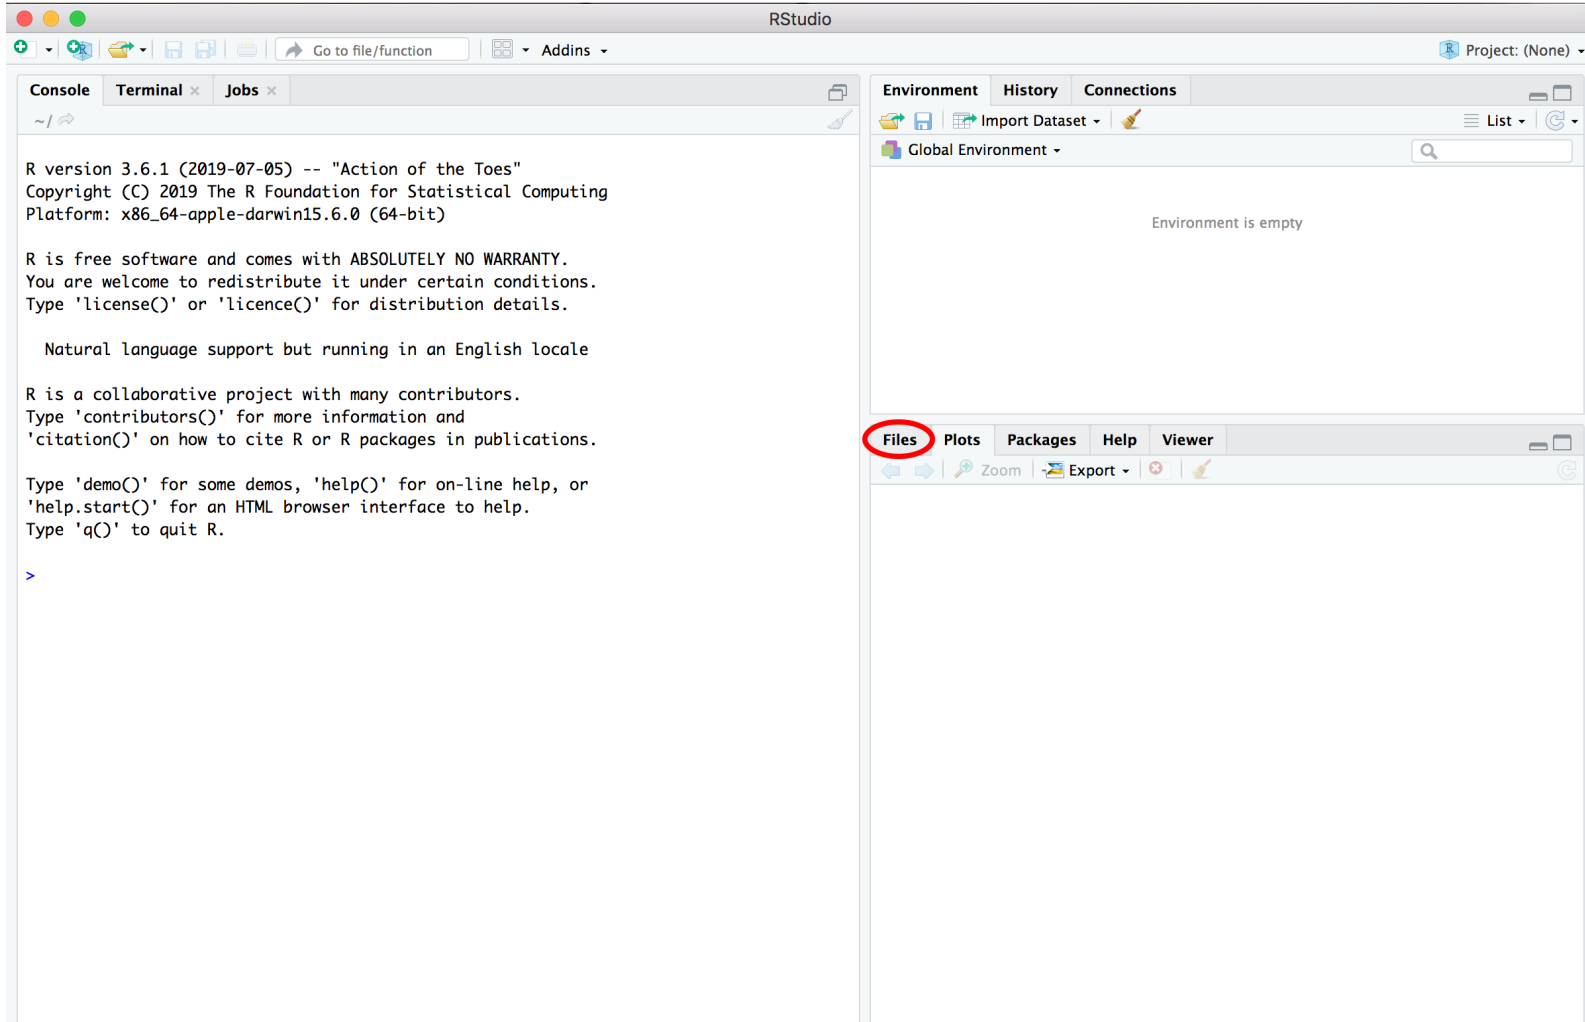 RStudio
Go to file/function
Addins
Project: (None)
Console Terminal Jobs
~/
R version 3.6.1 (2019-07-05) -- "Action of the Toes"
Copyright (C) 2019 The R Foundation for Statistical Computing
Platform: x86_64-apple-darwin15.6.0 (64-bit)
R is free software and comes with ABSOLUTELY NO WARRANTY.
You are welcome to redistribute it under certain conditions.
Type 'license()' or 'licence()' for distribution details.
Natural language support but running in an English locale
R is a collaborative project with many contributors.
Type 'contributors()' for more information and
'citation()' on how to cite R or R packages in publications.
Type 'demo()' for some demos, 'help()' for on-line help, or
'help.start()' for an HTML browser interface to help.
Type 'q()' to quit R.
>
Environment History Connections
Import Dataset
List
Global Environment
Environment is empty
Files Plots Packages Help Viewer
Zoom Export